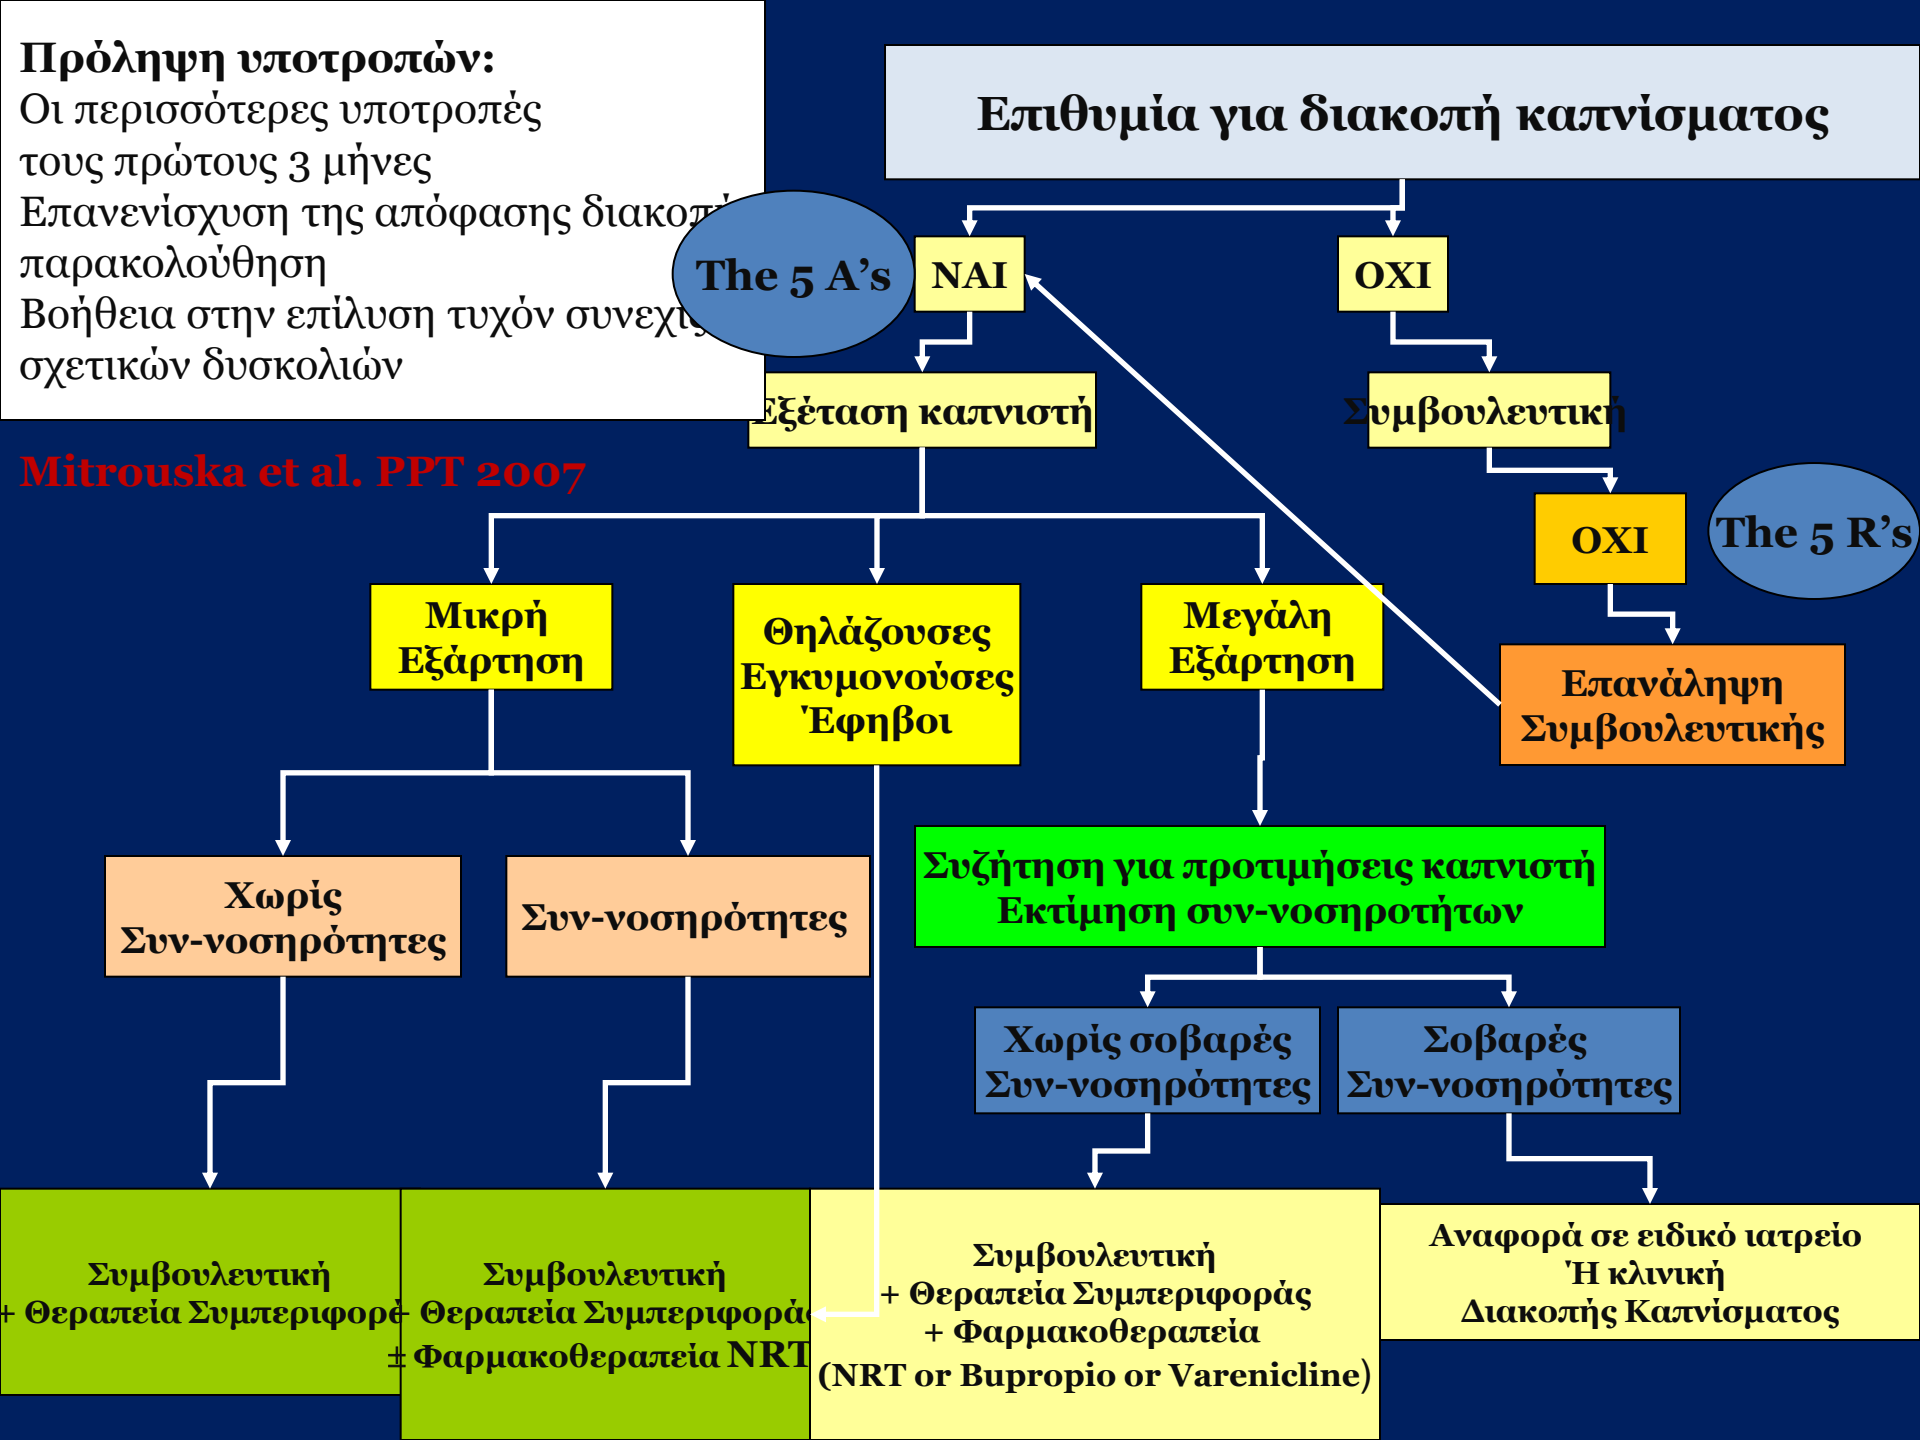 Πρόληψη υποτροπών:
Οι περισσότερες υποτροπές
τους πρώτους 3 μήνες
Επανενίσχυση της απόφασης
παρακολούθηση
Βοήθεια στην επίλυση τυχόν
σχετικών δυσκολιών
Mitrouska et al. PPT 2007
Επιθυμία για διακοπή καπνίσματος
The 5 A's
ΝΑΙ
ΟΧΙ
Εξέταση καπνιστή
Συμβουλευτική
ΟΧΙ
The 5 R's
Μικρή
Εξάρτηση
Θηλάζουσες
Εγκυμονούσες
Έφηβοι
Μεγάλη
Εξάρτηση
Επανάληψη
Συμβουλευτικής
Χωρίς
Συν-νοσηρότητες
Συν-νοσηρότητες
Συζήτηση για προτιμήσεις καπνιστή
Εκτίμηση συν-νοσηροτήτων
Χωρίς σοβαρές
Συν-νοσηρότητες
Σοβαρές
Συν-νοσηρότητες
Συμβουλευτική
+ Θεραπεία
Συμβουλευτική
+ Θεραπεία Συμπεριφοράς
± Φαρμακοθεραπεία NRT
Συμβουλευτική
+ Θεραπεία Συμπεριφοράς
+ Φαρμακοθεραπεία
(NRT or Bupropio or Varenicline)
Αναφορά σε ειδικό ιατρείο
Ή κλινική
Διακοπής Καπνίσματος